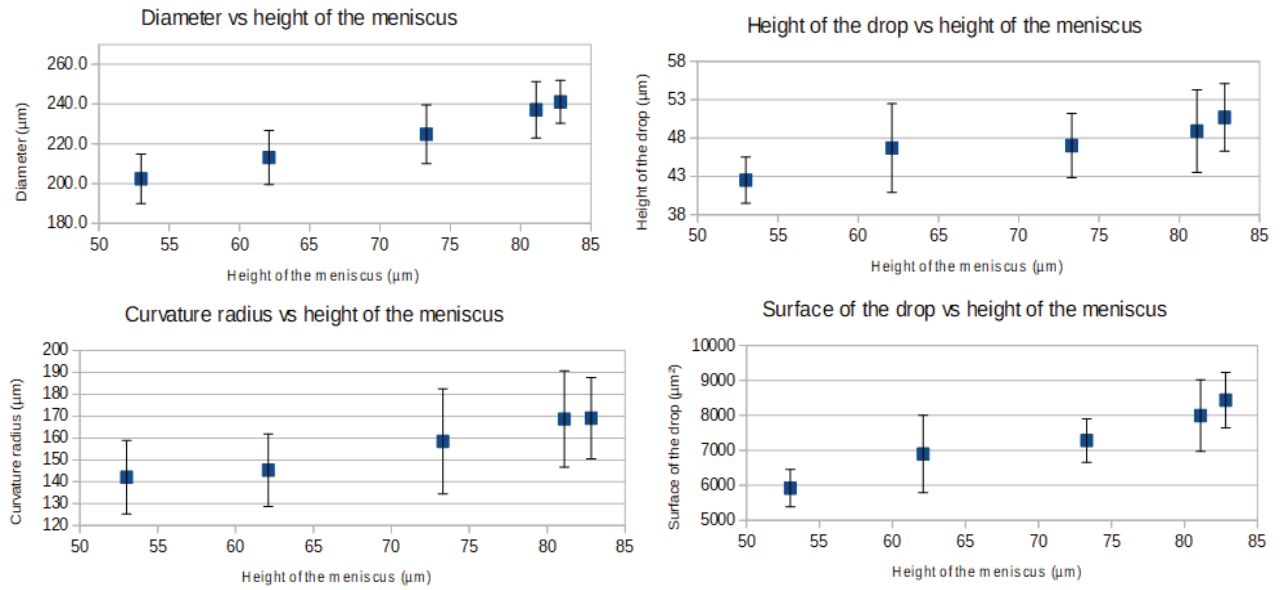 Diameter vs height of the meniscus
260.0
240.0
220.0
200.0
180.0
Diameter (µm)
50 55 60 65 70 75 80 85
Height of the meniscus (µm)
Height of the drop vs height of the meniscus
58
53
48
43
38
Height of the drop (µm)
50 55 60 65 70 75 80 85
Height of the meniscus (µm)
Curvature radius vs height of the meniscus
200
190
180
170
160
150
140
130
120
Curvature radius (µm)
50 55 60 65 70 75 80 85
Height of the meniscus (µm)
Surface of the drop vs height of the meniscus
10000
9000
8000
7000
6000
5000
Surface of the drop (µm²)
50 55 60 65 70 75 80 85
Height of the meniscus (µm)